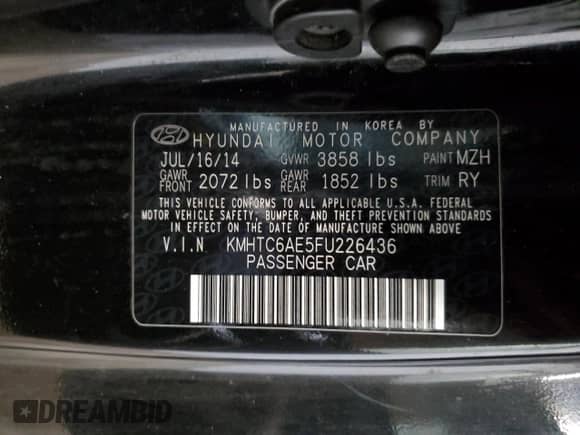 MANUFACTURED IN KOREA BY
HYUNDAI MOTOR COMPANY
JUL/16/14 GVWR 3858 lbs PAINT MZH
GAWR FRONT 2072 lbs GAWR REAR 1852 lbs TRIM RY
THIS VEHICLE CONFORMS TO ALL APPLICABLE U.S.A. FEDERAL
MOTOR VEHICLE SAFETY, BUMPER, AND THEFT PREVENTION STANDARDS
IN EFFECT ON THE DATE OF MANUFACTURE SHOWN ABOVE
V.I.N KMHTC6AE5FU226436
PASSENGER CAR
DREAMBID